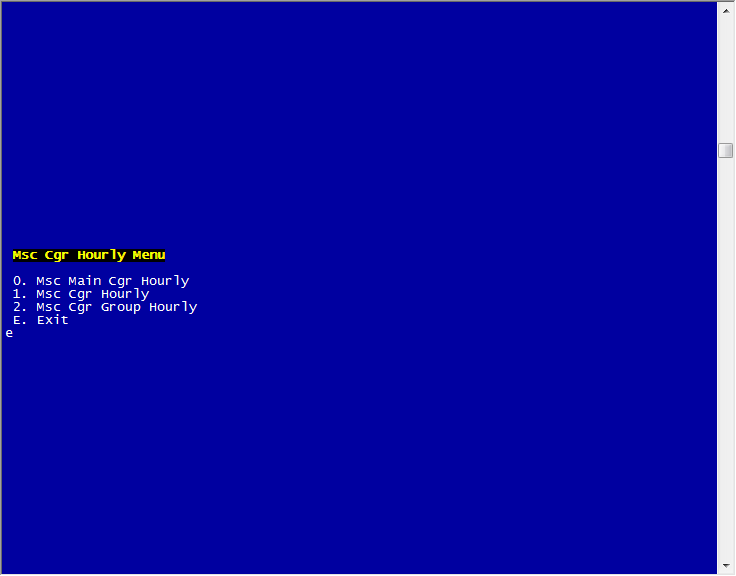 Msc Cgr Hourly Menu
0. Msc Main Cgr Hourly
1. Msc Cgr Hourly
2. Msc Cgr Group Hourly
E. Exit
e